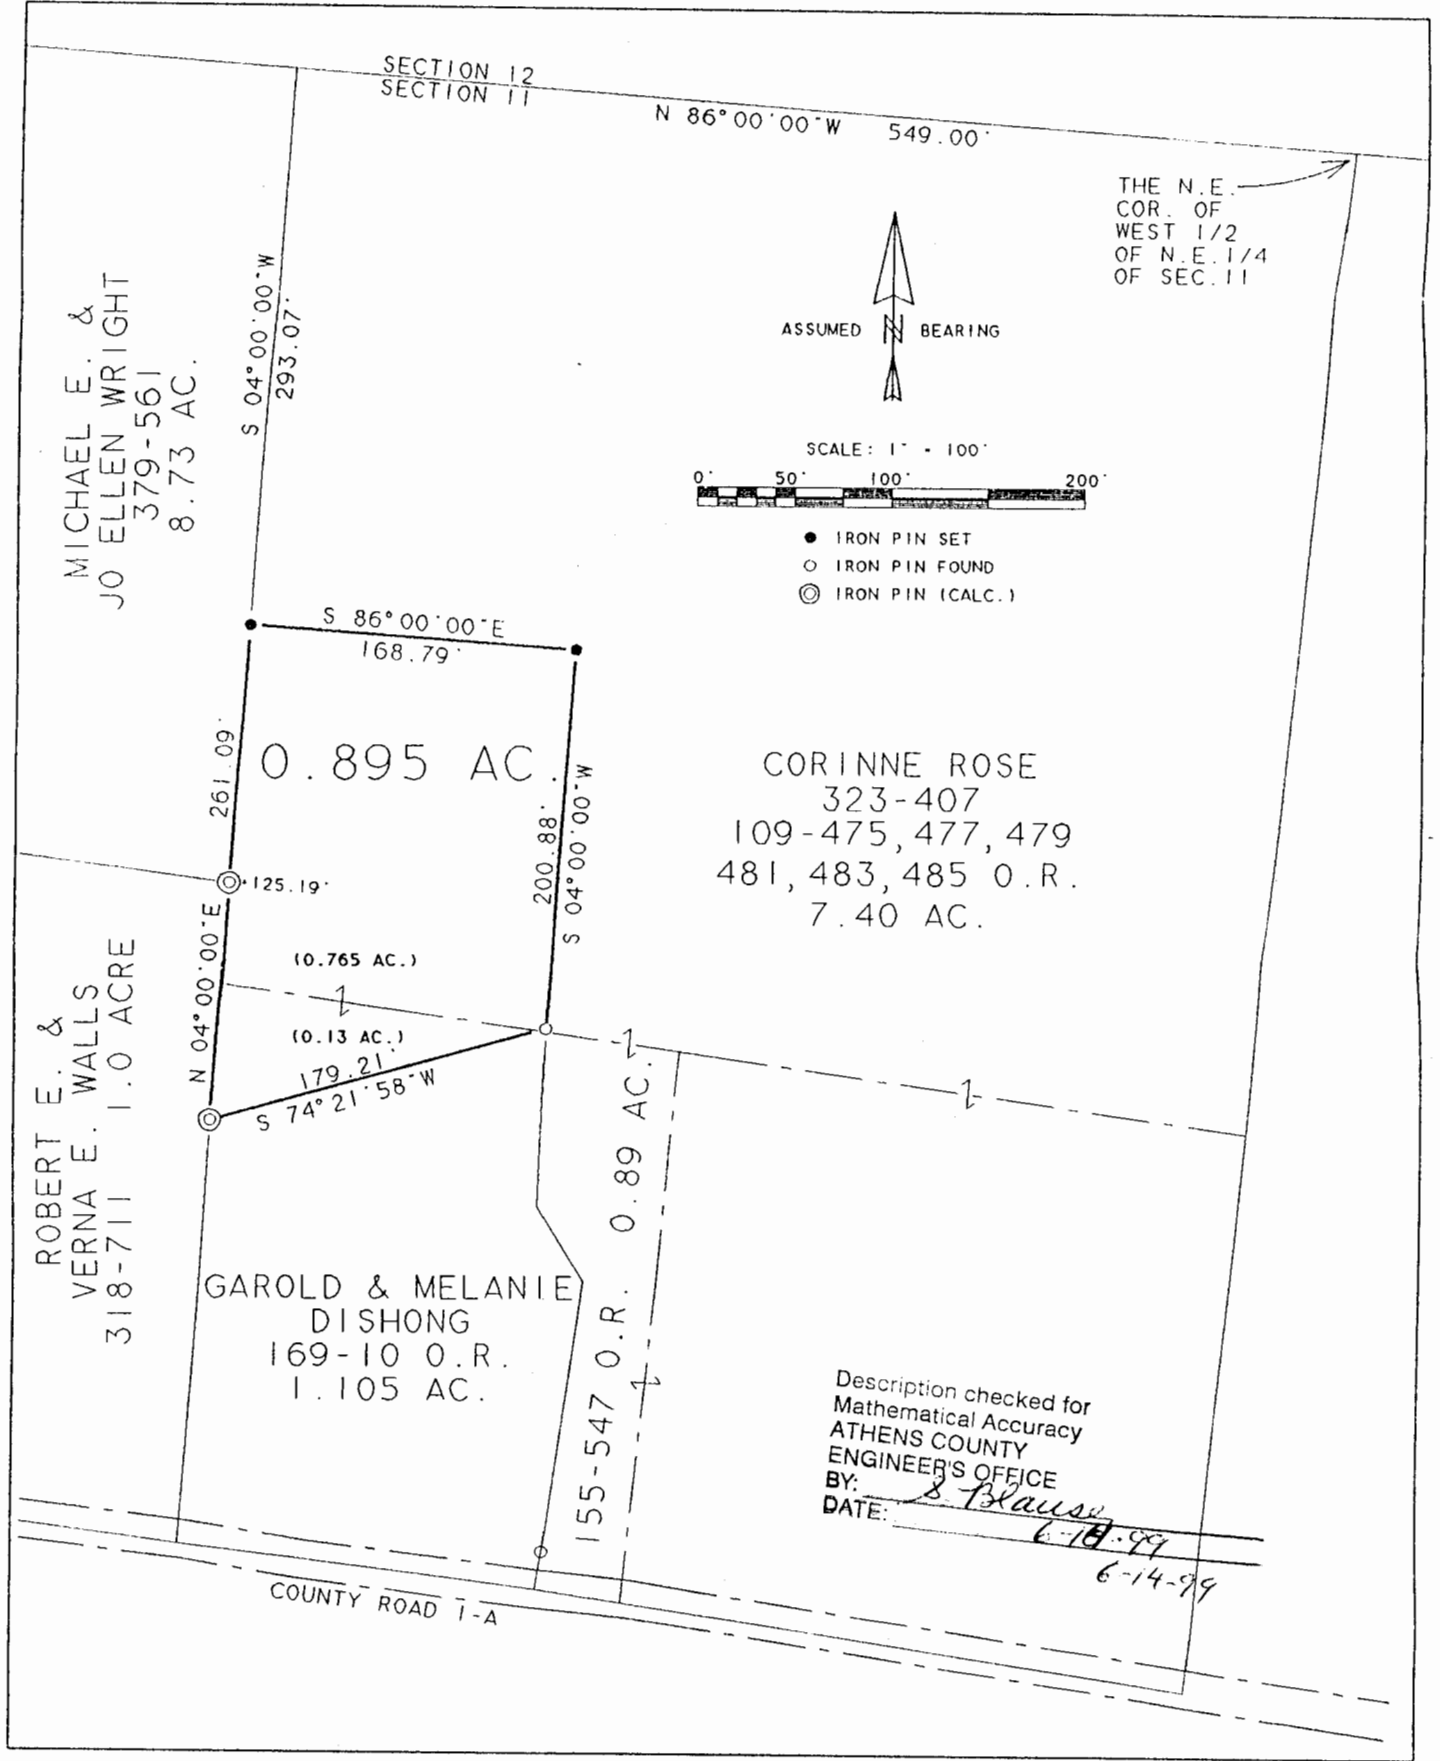 SECTION 12
SECTION 11
N 86°00'00"W 549.00'
THE N.E.
COR. OF
WEST 1/2
OF N.E.1/4
OF SEC.11
ASSUMED N BEARING
SCALE: 1" - 100'
0' 50' 100' 200'
IRON PIN SET
IRON PIN FOUND
IRON PIN (CALC.)
S 04°00'00"W
293.07'
MICHAEL E. &
JO ELLEN WRIGHT
379-561
8.73 AC.
S 86°00'00"E
168.79'
261.09'
0.895 AC.
200.88'
S 04°00'00"W
CORINNE ROSE
323-407
109-475, 477, 479
481, 483, 485 O.R.
7.40 AC.
125.19'
N 04°00'00"E
(0.765 AC.)
(0.13 AC.)
179.21'
S 74°21'58"W
ROBERT E. &
VERNA E. WALLS
318-711 1.0 ACRE
155-547 O.R. 0.89 AC.
GAROLD & MELANIE
DISHONG
169-10 O.R.
1.105 AC.
Description checked for
Mathematical Accuracy
ATHENS COUNTY
ENGINEER'S OFFICE
BY: S. Blause
DATE:
6-14-99
COUNTY ROAD 1-A